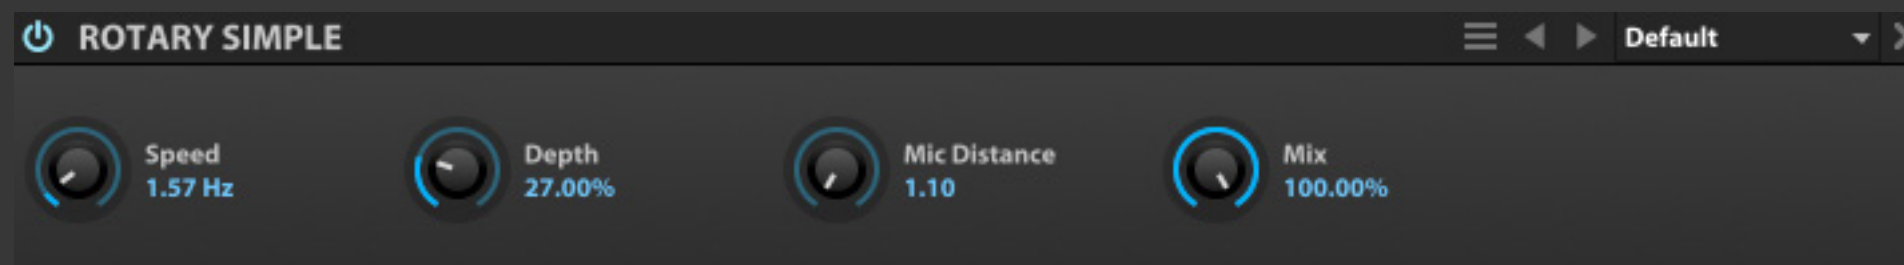 ROTARY SIMPLE
Default
Speed
1.57 Hz
Depth
27.00%
Mic Distance
1.10
Mix
100.00%